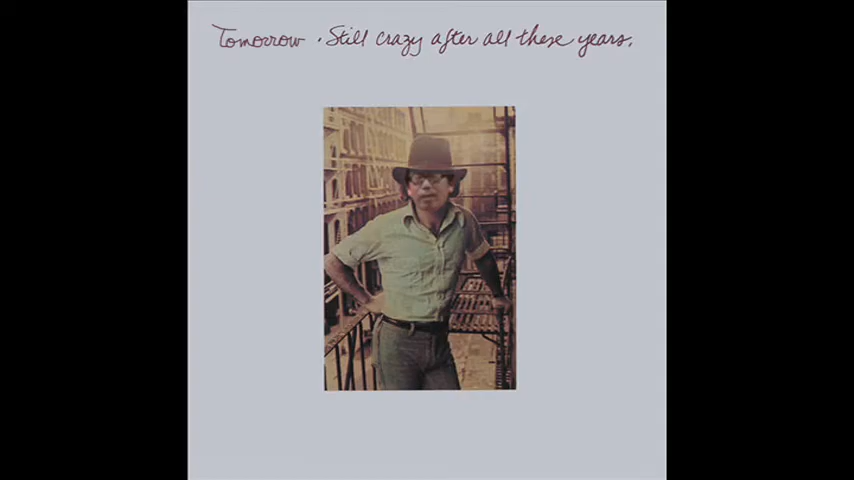 Tomorrow . Still crazy after all these years.